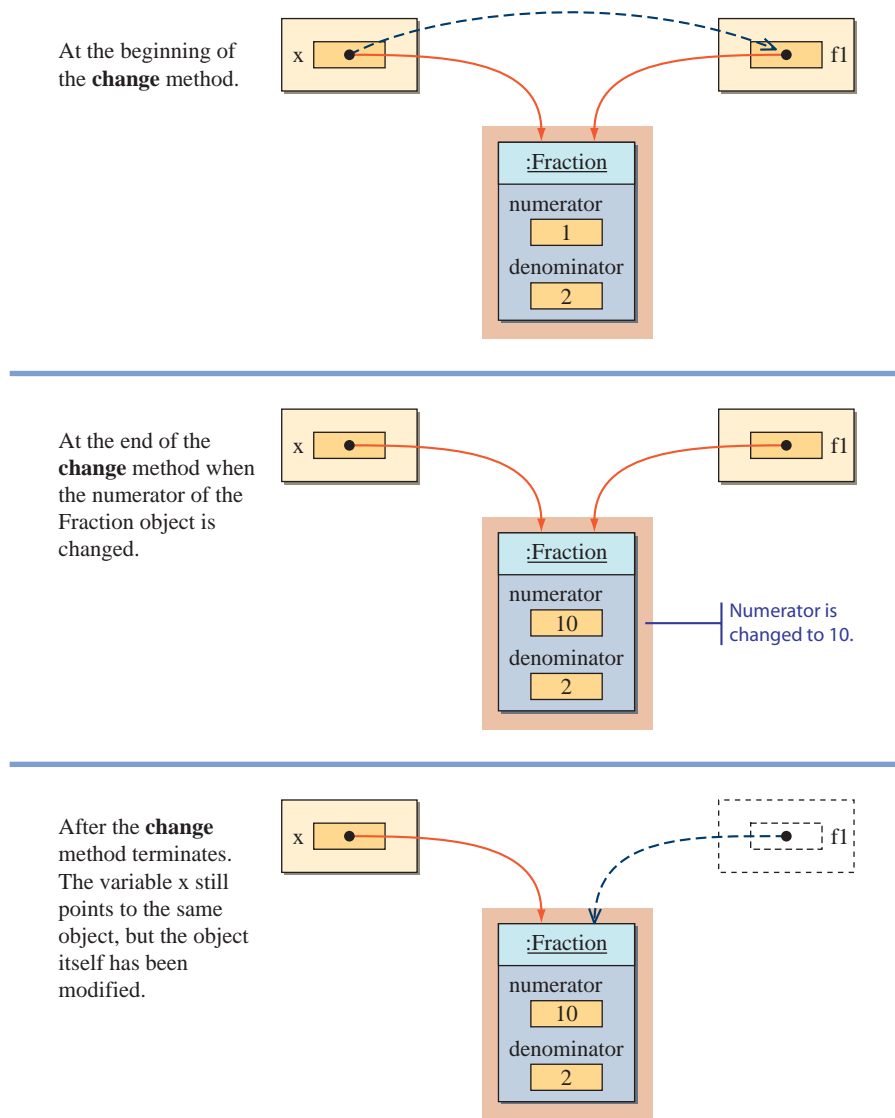 At the beginning of
the change method.
x
f1
:Fraction
numerator
1
denominator
2
At the end of the
change method when
the numerator of the
Fraction object is
changed.
x
f1
:Fraction
numerator
10
denominator
2
Numerator is
changed to 10.
After the change
method terminates.
The variable x still
points to the same
object, but the object
itself has been
modified.
x
f1
:Fraction
numerator
10
denominator
2